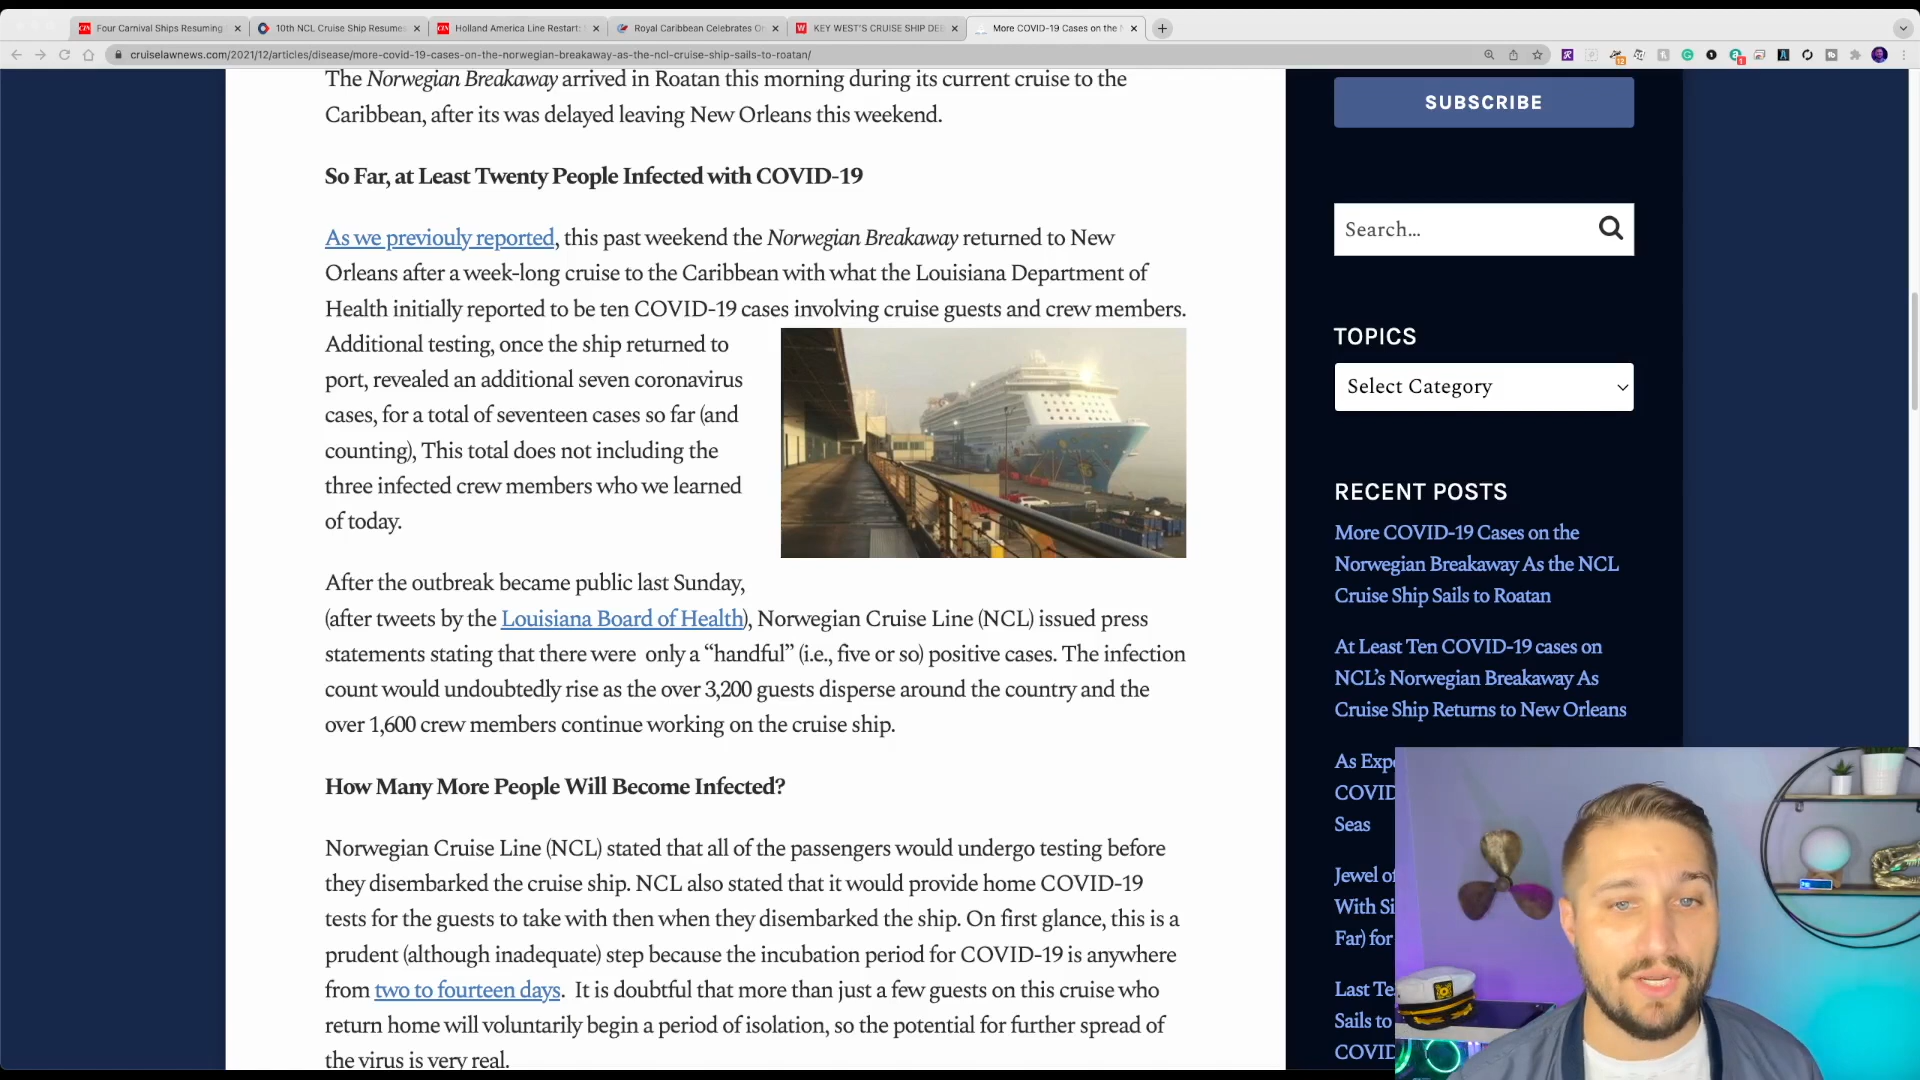 Four Carnival Ships Resuming
10th NCL Cruise Ship Resumes
Holland America Line Restart:
Royal Caribbean Celebrates On
KEY WEST'S CRUISE SHIP DEB
More COVID-19 Cases on the N
cruiselawnews.com/2021/12/articles/disease/more-covid-19-cases-on-the-norwegian-breakaway-as-the-ncl-cruise-ship-sails-to-roatan/
The Norwegian Breakaway arrived in Roatan this morning during its current cruise to the
Caribbean, after its was delayed leaving New Orleans this weekend.
So Far, at Least Twenty People Infected with COVID-19
As we previouly reported, this past weekend the Norwegian Breakaway returned to New
Orleans after a week-long cruise to the Caribbean with what the Louisiana Department of
Health initially reported to be ten COVID-19 cases involving cruise guests and crew members.
Additional testing, once the ship returned to
port, revealed an additional seven coronavirus
cases, for a total of seventeen cases so far (and
counting), This total does not including the
three infected crew members who we learned
of today.
After the outbreak became public last Sunday,
(after tweets by the Louisiana Board of Health), Norwegian Cruise Line (NCL) issued press
statements stating that there were only a “handful” (i.e., five or so) positive cases. The infection
count would undoubtedly rise as the over 3,200 guests disperse around the country and the
over 1,600 crew members continue working on the cruise ship.
How Many More People Will Become Infected?
Norwegian Cruise Line (NCL) stated that all of the passengers would undergo testing before
they disembarked the cruise ship. NCL also stated that it would provide home COVID-19
tests for the guests to take with then when they disembarked the ship. On first glance, this is a
prudent (although inadequate) step because the incubation period for COVID-19 is anywhere
from two to fourteen days. It is doubtful that more than just a few guests on this cruise who
return home will voluntarily begin a period of isolation, so the potential for further spread of
the virus is very real.
SUBSCRIBE
Search...
TOPICS
Select Category
RECENT POSTS
More COVID-19 Cases on the
Norwegian Breakaway As the NCL
Cruise Ship Sails to Roatan
At Least Ten COVID-19 cases on
NCL’s Norwegian Breakaway As
Cruise Ship Returns to New Orleans
As Exp
COVID
Seas
Jewel of
With Si
Far) for
Last Te
Sails to
COVID